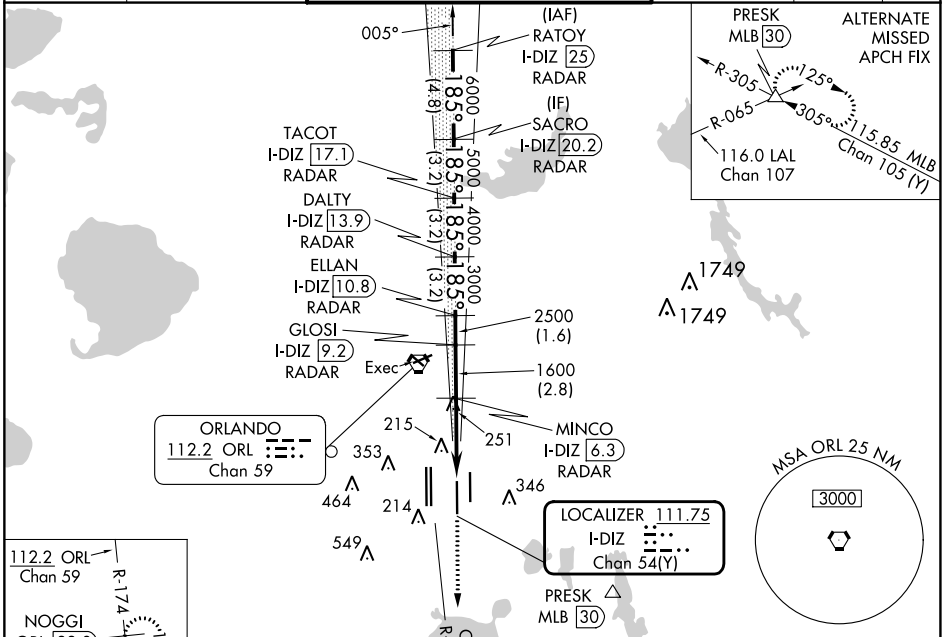 005°
(IAF)
RATOY
I-DIZ 25
RADAR
6000
185°
(4.8)
(IF)
SACRO
I-DIZ 20.2
RADAR
5000
185°
(3.2)
TACOT
I-DIZ 17.1
RADAR
4000
185°
(3.2)
DALTY
I-DIZ 13.9
RADAR
3000
185°
(3.2)
ELLAN
I-DIZ 10.8
RADAR
2500
(1.6)
GLOSI
I-DIZ 9.2
RADAR
1600
(2.8)
Exec
MINCO
I-DIZ 6.3
RADAR
251
215
353
464
214
346
549
ORLANDO
112.2 ORL
Chan 59
LOCALIZER 111.75
I-DIZ
Chan 54(Y)
PRESK
MLB 30
PRESK
MLB 30
ALTERNATE
MISSED
APCH FIX
R-305
125°
R-065
305°
115.85 MLB
Chan 105 (Y)
116.0 LAL
Chan 107
1749
1749
MSA ORL 25 NM
3000
112.2 ORL
Chan 59
R-174
NOGGI